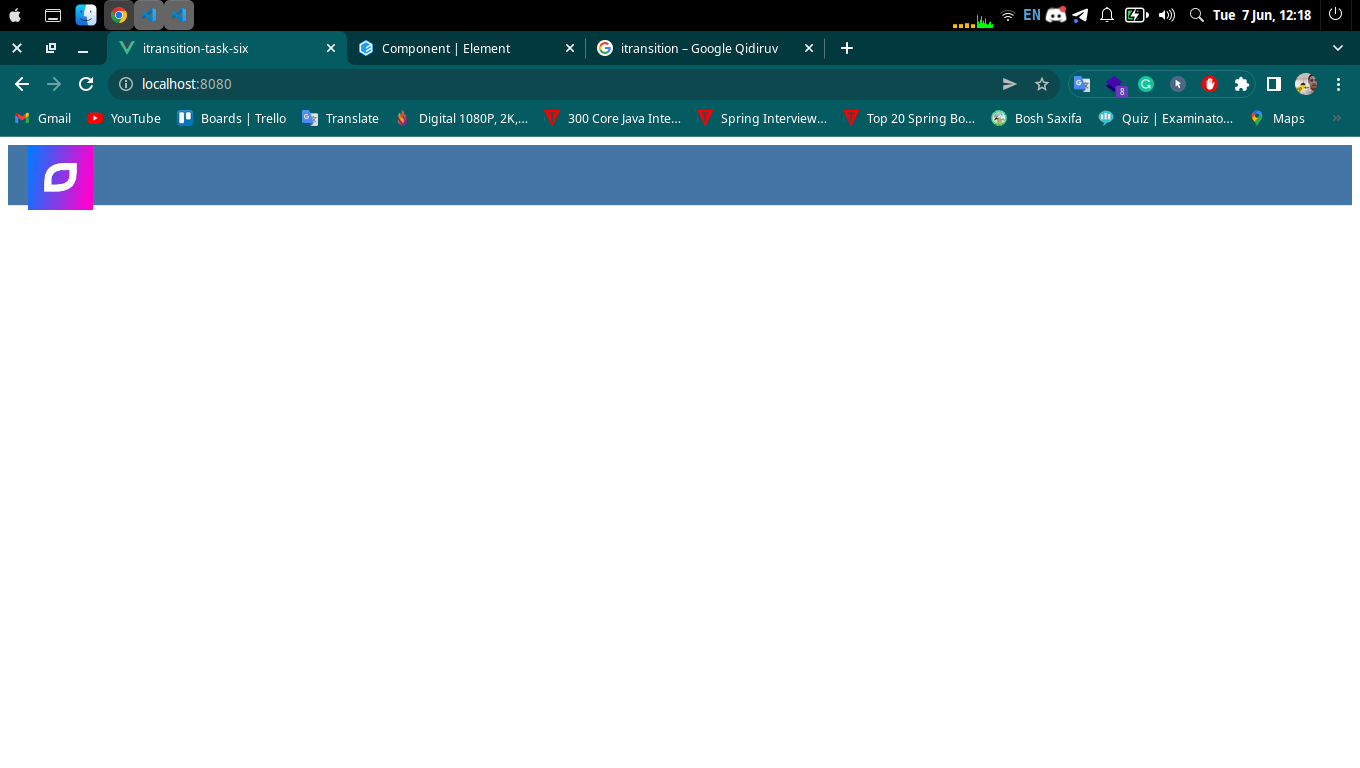 EN
Tue 7 Jun, 12:18
itransition-task-six
Component | Element
itransition – Google Qidiruv
localhost:8080
8
Gmail
YouTube
Boards | Trello
Translate
Digital 1080P, 2K,...
300 Core Java Inte...
Spring Interview...
Top 20 Spring Bo...
Bosh Saxifa
Quiz | Examinato...
Maps